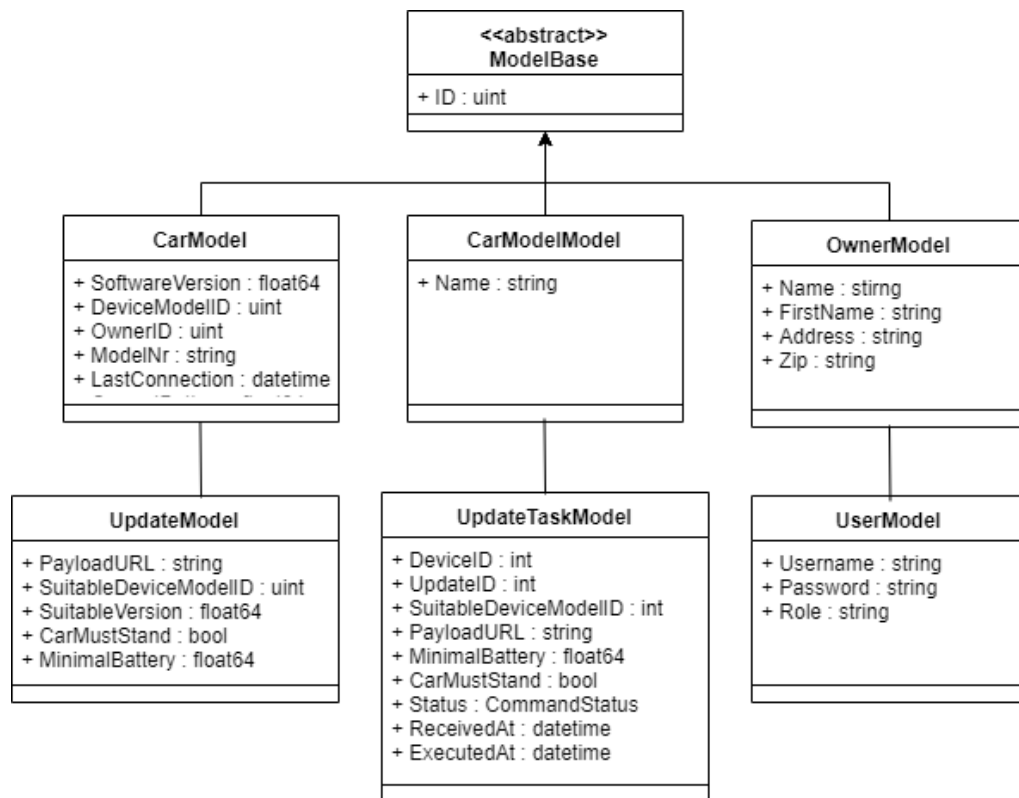 <<abstract>>
ModelBase
+ ID : uint
CarModel
+ SoftwareVersion : float64
+ DeviceModelID : uint
+ OwnerID : uint
+ ModelNr : string
+ LastConnection : datetime
CarModelModel
+ Name : string
OwnerModel
+ Name : stirng
+ FirstName : string
+ Address : string
+ Zip : string
UpdateModel
+ PayloadURL : string
+ SuitableDeviceModelID : uint
+ SuitableVersion : float64
+ CarMustStand : bool
+ MinimalBattery : float64
UpdateTaskModel
+ DeviceID : int
+ UpdateID : int
+ SuitableDeviceModelID : int
+ PayloadURL : string
+ MinimalBattery : float64
+ CarMustStand : bool
+ Status : CommandStatus
+ ReceivedAt : datetime
+ ExecutedAt : datetime
UserModel
+ Username : string
+ Password : string
+ Role : string